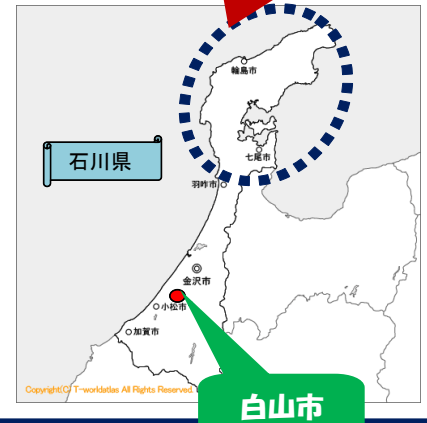 輪島市
石川県
七尾市
羽咋市
金沢市
小松市
加賀市
Copyright(C) T-worldatlas All Rights Reserved.
白山市